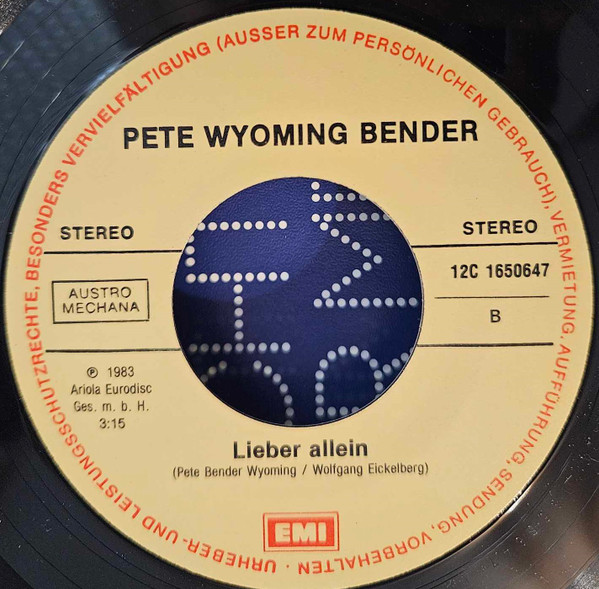 URHEBER- UND LEISTUNGSSCHUTZRECHTE, BESONDERS VERVIELFÄLTIGUNG (AUSSER ZUM PERSÖNLICHEN GEBRAUCH), VERMIETUNG, AUFFÜHRUNG, SENDUNG, VORBEHALTEN ·
PETE WYOMING BENDER
STEREO
STEREO
AUSTRO
MECHANA
12C 1650647
B
℗ 1983
Ariola Eurodisc
Ges. m. b. H.
3:15
Lieber allein
(Pete Bender Wyoming / Wolfgang Eickelberg)
EMI